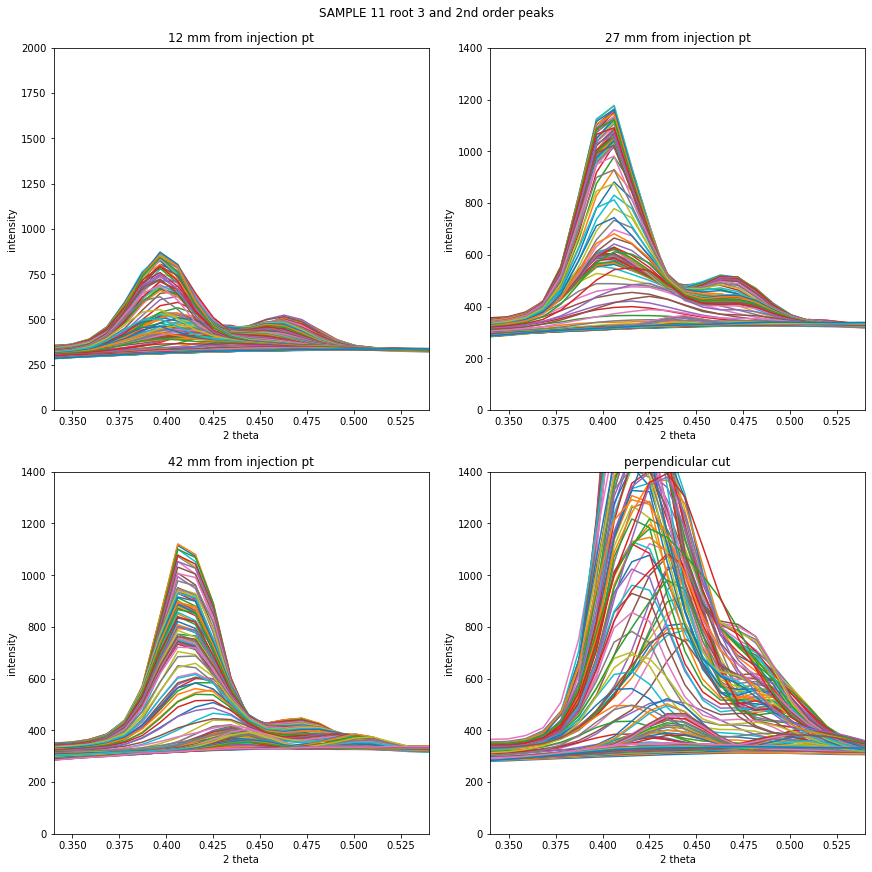 SAMPLE 11 root 3 and 2nd order peaks
12 mm from injection pt
2000
1750
1500
1250
1000
750
500
250
0
intensity
0.350 0.375 0.400 0.425 0.450 0.475 0.500 0.525
2 theta
27 mm from injection pt
1400
1200
1000
800
600
400
200
0
intensity
0.350 0.375 0.400 0.425 0.450 0.475 0.500 0.525
2 theta
42 mm from injection pt
1400
1200
1000
800
600
400
200
0
intensity
0.350 0.375 0.400 0.425 0.450 0.475 0.500 0.525
2 theta
perpendicular cut
1400
1200
1000
800
600
400
200
0
intensity
0.350 0.375 0.400 0.425 0.450 0.475 0.500 0.525
2 theta